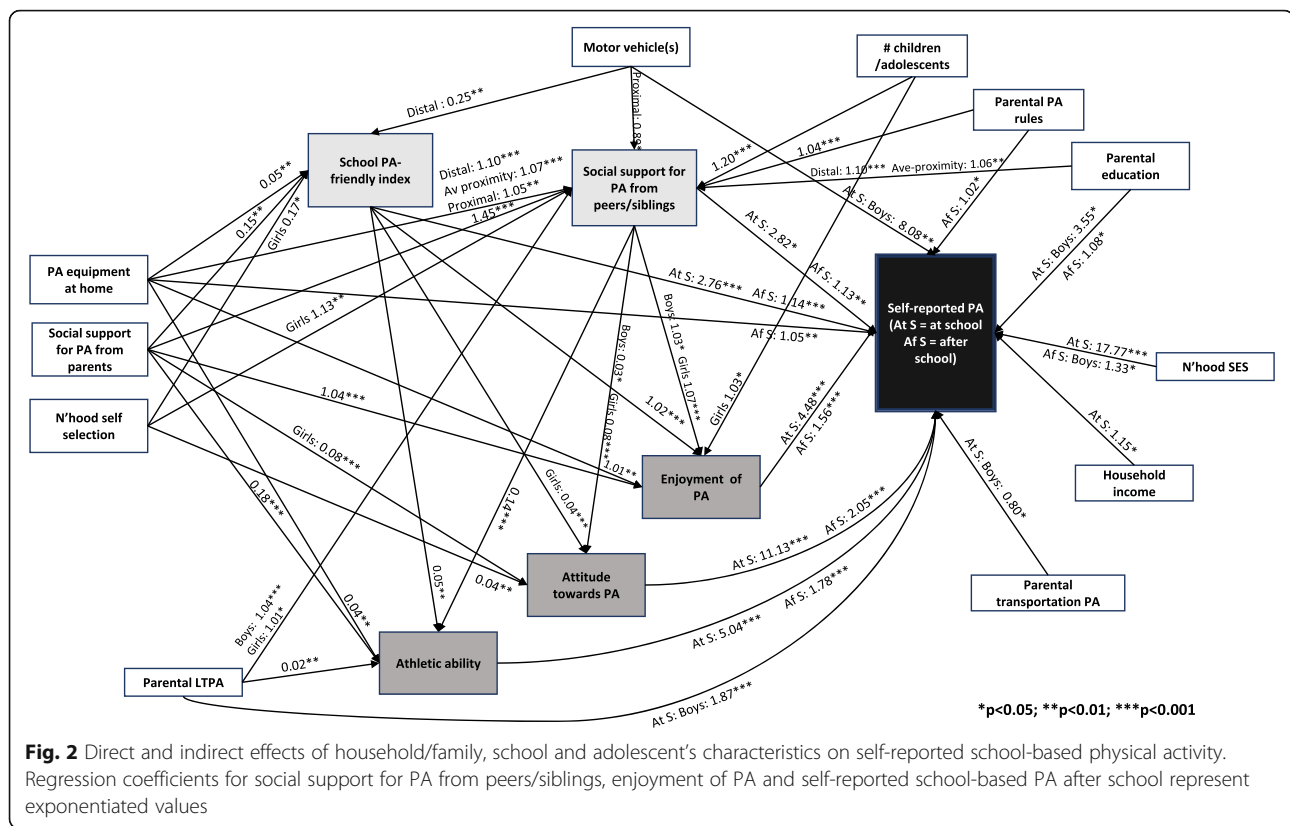 Motor vehicle(s)
# children
/adolescents
Parental PA
rules
Parental
education
Distal : 0.25**
Proximal: 0.89*
School PA-
friendly index
Social support for
PA from
peers/siblings
Distal: 1.10***
Av proximity: 1.07***
Proximal: 1.05**
1.45***
1.20***
1.04***
Distal: 1.10*** Ave-proximity: 1.06**
0.05**
0.15**
Girls 0.17*
At S: Boys: 8.08**
Af S: 1.02*
At S: Boys: 3.55*
Af S: 1.08*
PA equipment
at home
Social support
for PA from
parents
N'hood self
selection
Girls 1.13**
At S: 2.82*
Af S: 1.13**
At S: 2.76***
Af S: 1.14***
Af S: 1.05**
Self-reported PA
(At S = at school
Af S = after
school)
At S: 17.77***
Af S: Boys: 1.33*
N'hood SES
Boys: 1.03* Girls 1.07***
Boys: 0.03* Girls 0.08***
Girls 1.03*
1.04***
1.02***
1.01**
At S: 4.48***
Af S: 1.56***
At S: 1.15*
Household
income
Girls: 0.08***
Girls: 0.04***
Enjoyment of
PA
0.18***
0.14***
At S: Boys: 0.80*
Af S: 2.05***
At S: 11.13***
Attitude
towards PA
0.05**
0.04**
0.04**
Parental
transportation PA
Af S: 1.78***
At S: 5.04***
Boys: 1.04***
Girls: 1.01*
Athletic ability
Parental LTPA
0.02**
At S: Boys: 1.87***
*p<0.05; **p<0.01; ***p<0.001
Fig. 2 Direct and indirect effects of household/family, school and adolescent's characteristics on self-reported school-based physical activity.
Regression coefficients for social support for PA from peers/siblings, enjoyment of PA and self-reported school-based PA after school represent
exponentiated values